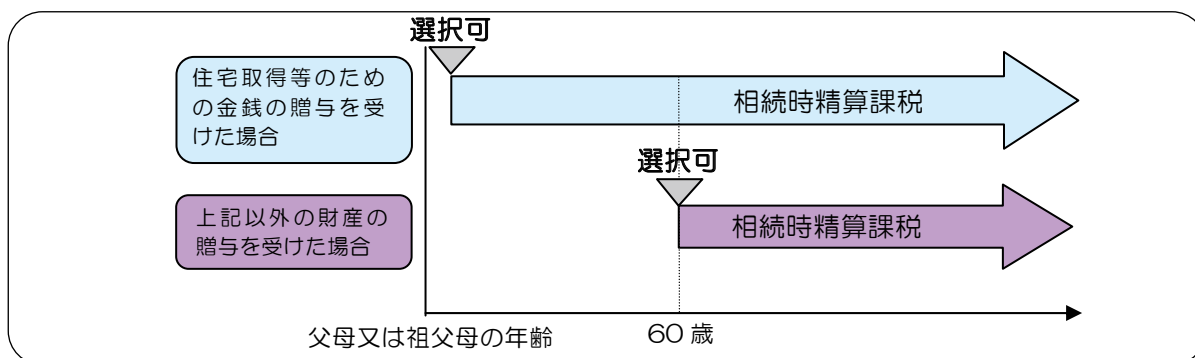 選択可
住宅取得等のため
の金銭の贈与を受
けた場合
相続時精算課税
選択可
上記以外の財産の
贈与を受けた場合
相続時精算課税
父母又は祖父母の年齢
60歳